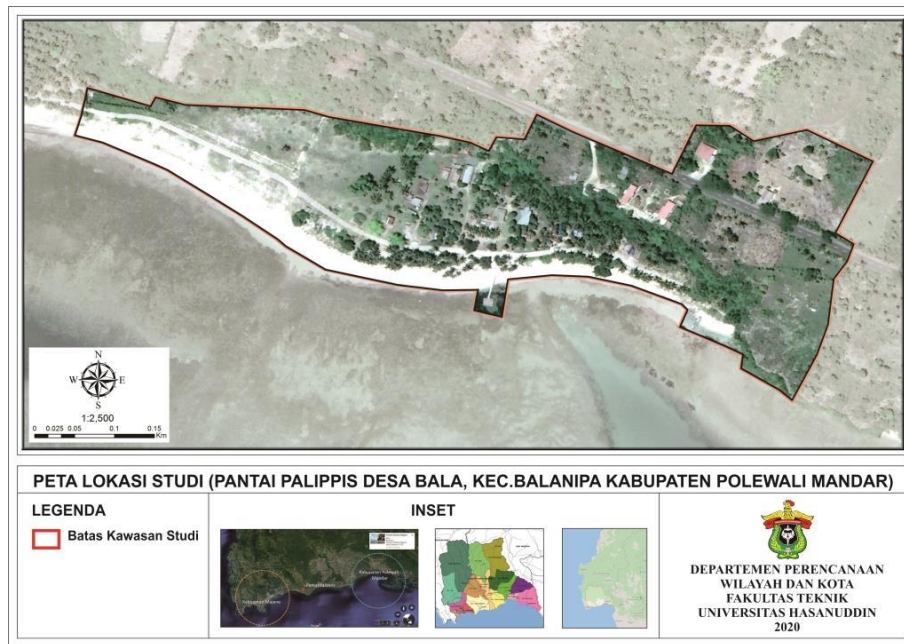 N
W E
S
1:2,500
0 0.025 0.05 0.1 0.15
Km
PETA LOKASI STUDI (PANTAI PALIPPIS DESA BALA, KEC.BALANIPA KABUPATEN POLEWALI MANDAR)
LEGENDA
Batas Kawasan Studi
INSET
DEPARTEMEN PERENCANAAN
WILAYAH DAN KOTA
FAKULTAS TEKNIK
UNIVERSITAS HASANUDDIN
2020